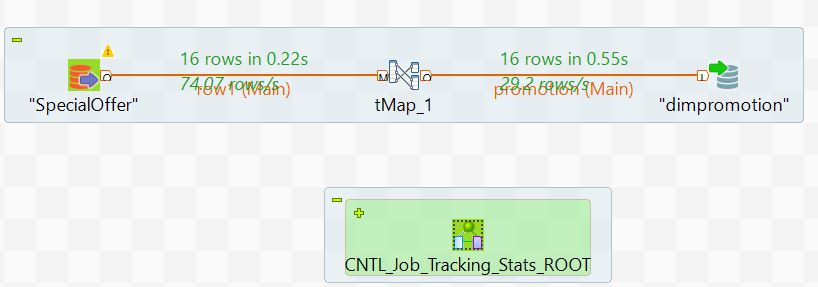 16 rows in 0.22s
16 rows in 0.55s
74.07 rows/s
row1 (Main)
29.2 rows/s
promotion (Main)
"SpecialOffer"
tMap_1
"dimpromotion"
CNTL_Job_Tracking_Stats_ROOT